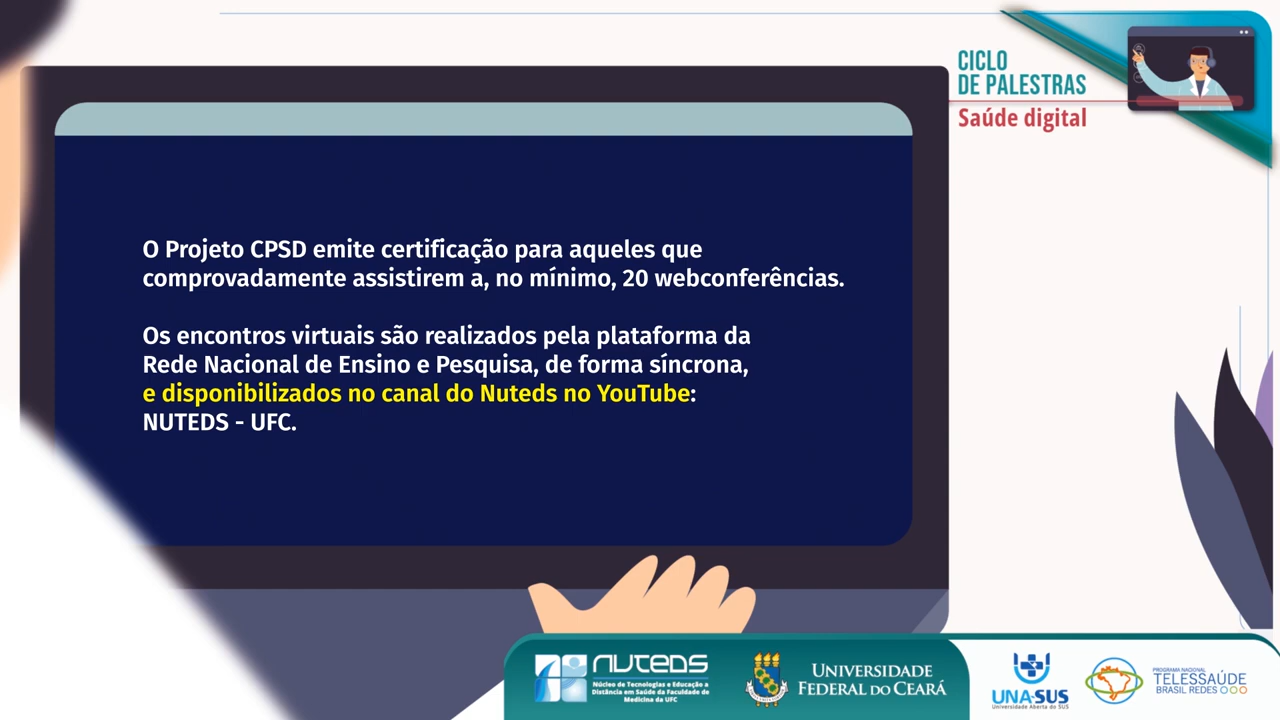 CICLO
DE PALESTRAS
Saúde digital
O Projeto CPSD emite certificação para aqueles que
comprovadamente assistirem a, no mínimo, 20 webconferências.
Os encontros virtuais são realizados pela plataforma da
Rede Nacional de Ensino e Pesquisa, de forma síncrona,
e disponibilizados no canal do Nuteds no YouTube:
NUTEDS - UFC.
NUTEDS
Núcleo de Tecnologias e Educação a
Distância em Saúde da Faculdade de
Medicina da UFC
UNIVERSIDADE
FEDERAL DO CEARÁ
UNA-SUS
Universidade Aberta do SUS
PROGRAMA NACIONAL
TELESSAÚDE
BRASIL REDES